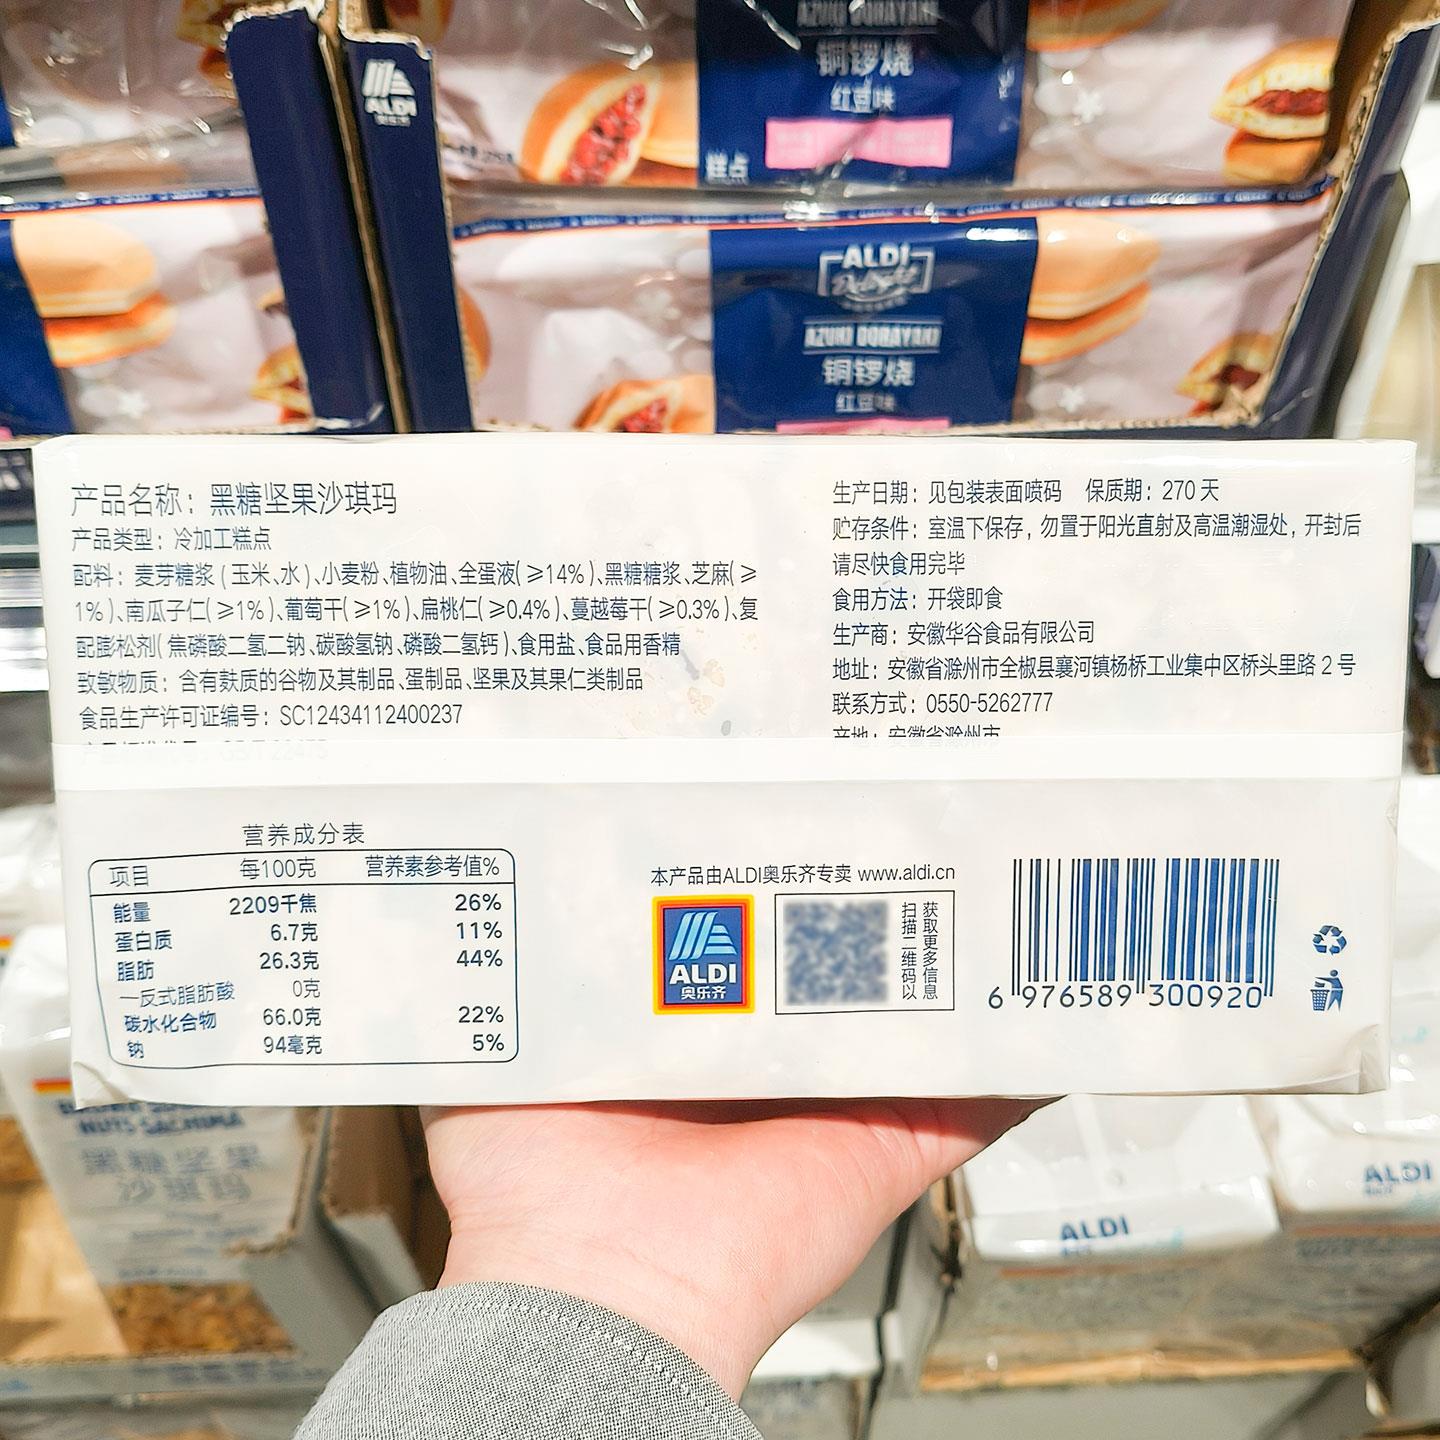 AZUKI DORAYAKI
铜锣烧
红豆味
糕点
ALDI
ALDI
Delight
AZUKI DORAYAKI
铜锣烧
红豆味
产品名称：黑糖坚果沙琪玛
产品类型：冷加工糕点
配料：麦芽糖浆(玉米、水)、小麦粉、植物油、全蛋液(≥14%)、黑糖糖浆、芝麻(≥
1%)、南瓜子仁(≥1%)、葡萄干(≥1%)、扁桃仁(≥0.4%)、蔓越莓干(≥0.3%)、复
配膨松剂(焦磷酸二氢二钠、碳酸氢钠、磷酸二氢钙)、食用盐、食品用香精
致敏物质：含有麸质的谷物及其制品、蛋制品、坚果及其果仁类制品
食品生产许可证编号：SC12434112400237
生产日期：见包装表面喷码 保质期：270天
贮存条件：室温下保存，勿置于阳光直射及高温潮湿处，开封后
请尽快食用完毕
食用方法：开袋即食
生产商：安徽华谷食品有限公司
地址：安徽省滁州市全椒县襄河镇杨桥工业集中区桥头里路2号
联系方式：0550-5262777
产地：安徽省滁州市
营养成分表
项目 每100克 营养素参考值%
能量 2209千焦 26%
蛋白质 6.7克 11%
脂肪 26.3克 44%
—反式脂肪酸 0克
碳水化合物 66.0克 22%
钠 94毫克 5%
本产品由ALDI奥乐齐专卖 www.aldi.cn
ALDI
奥乐齐
扫描二维码以
获取更多信息
6 976589 300920
NUTS SACHIMA
黑糖坚果
沙琪玛
ALDI
ALDI